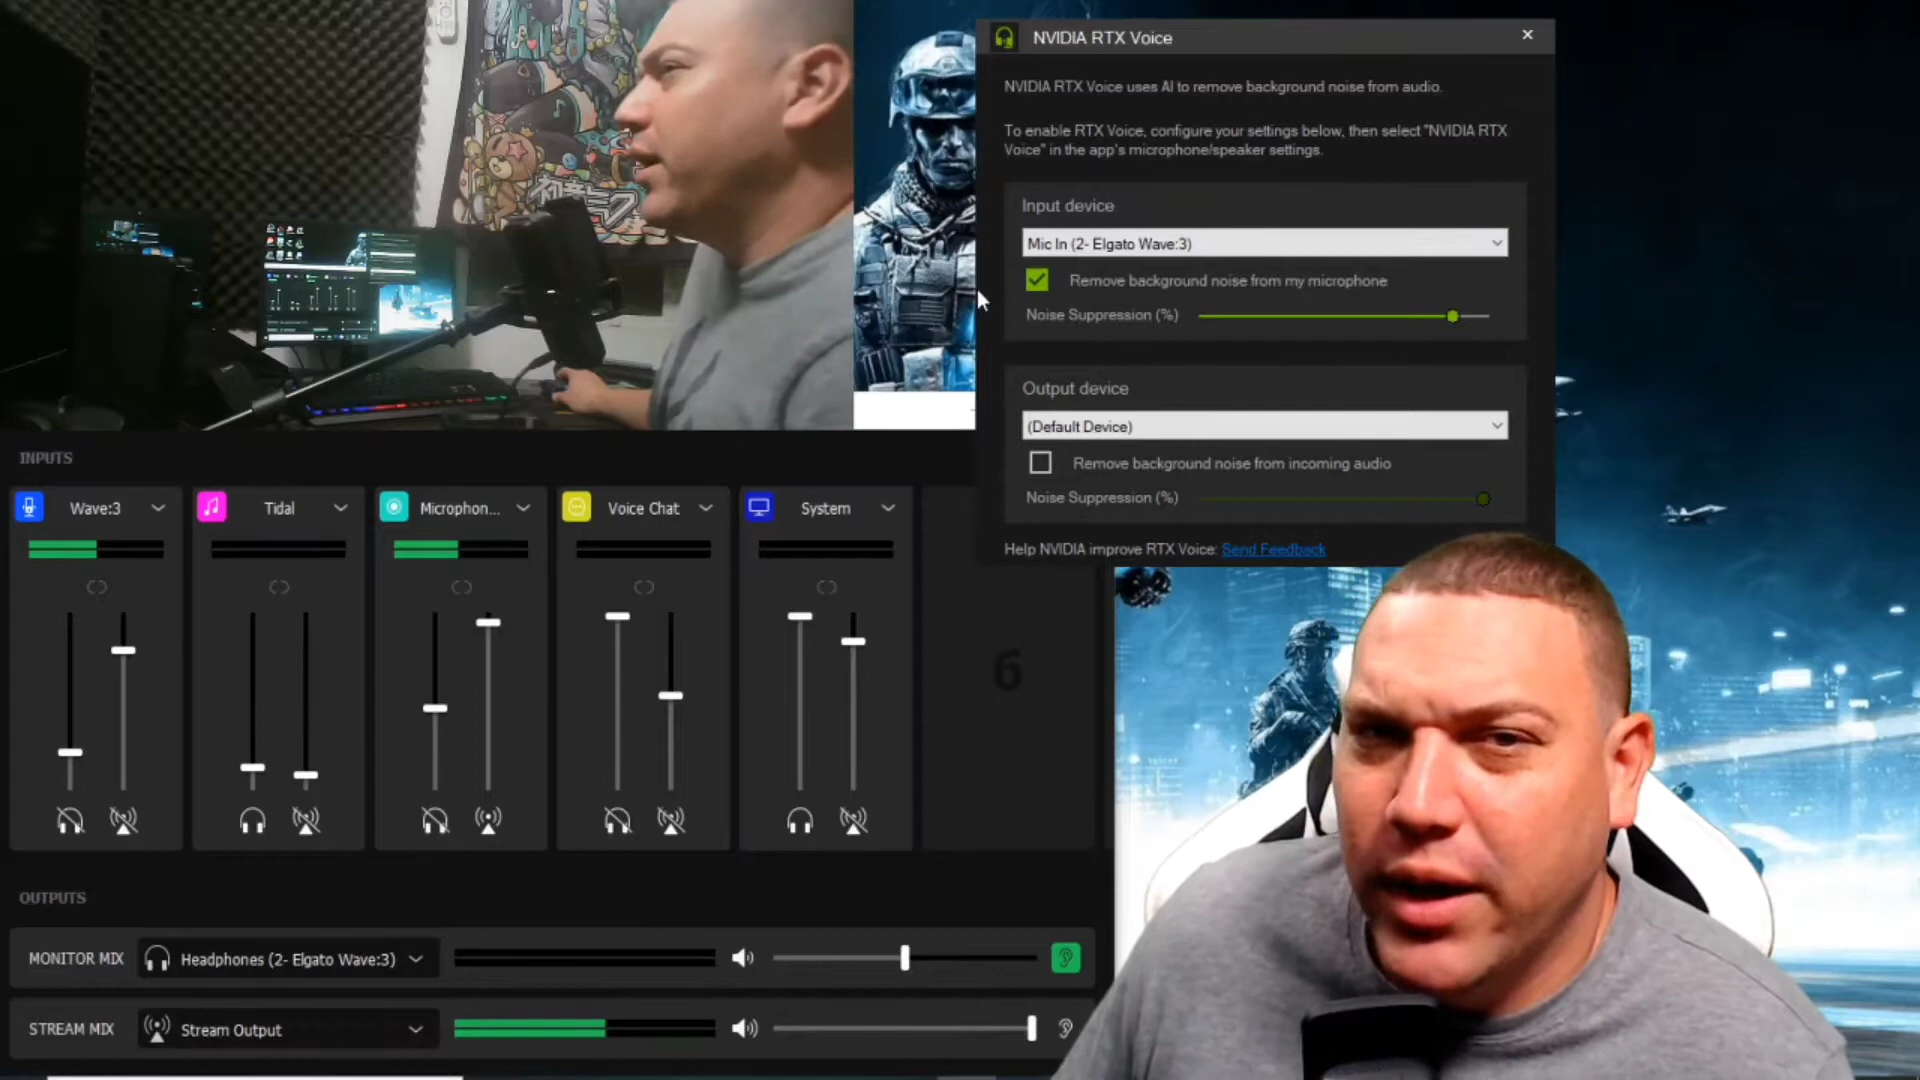 初音ミク
NVIDIA RTX Voice
NVIDIA RTX Voice uses AI to remove background noise from audio.
To enable RTX Voice, configure your settings below, then select "NVIDIA RTX
Voice" in the app's microphone/speaker settings.
Input device
Mic In (2- Elgato Wave:3)
Remove background noise from my microphone
Noise Suppression (%)
Output device
(Default Device)
Remove background noise from incoming audio
Noise Suppression (%)
Help NVIDIA improve RTX Voice: Send Feedback
INPUTS
Wave:3
Tidal
Microphon...
Voice Chat
System
6
OUTPUTS
MONITOR MIX
Headphones (2- Elgato Wave:3)
STREAM MIX
Stream Output